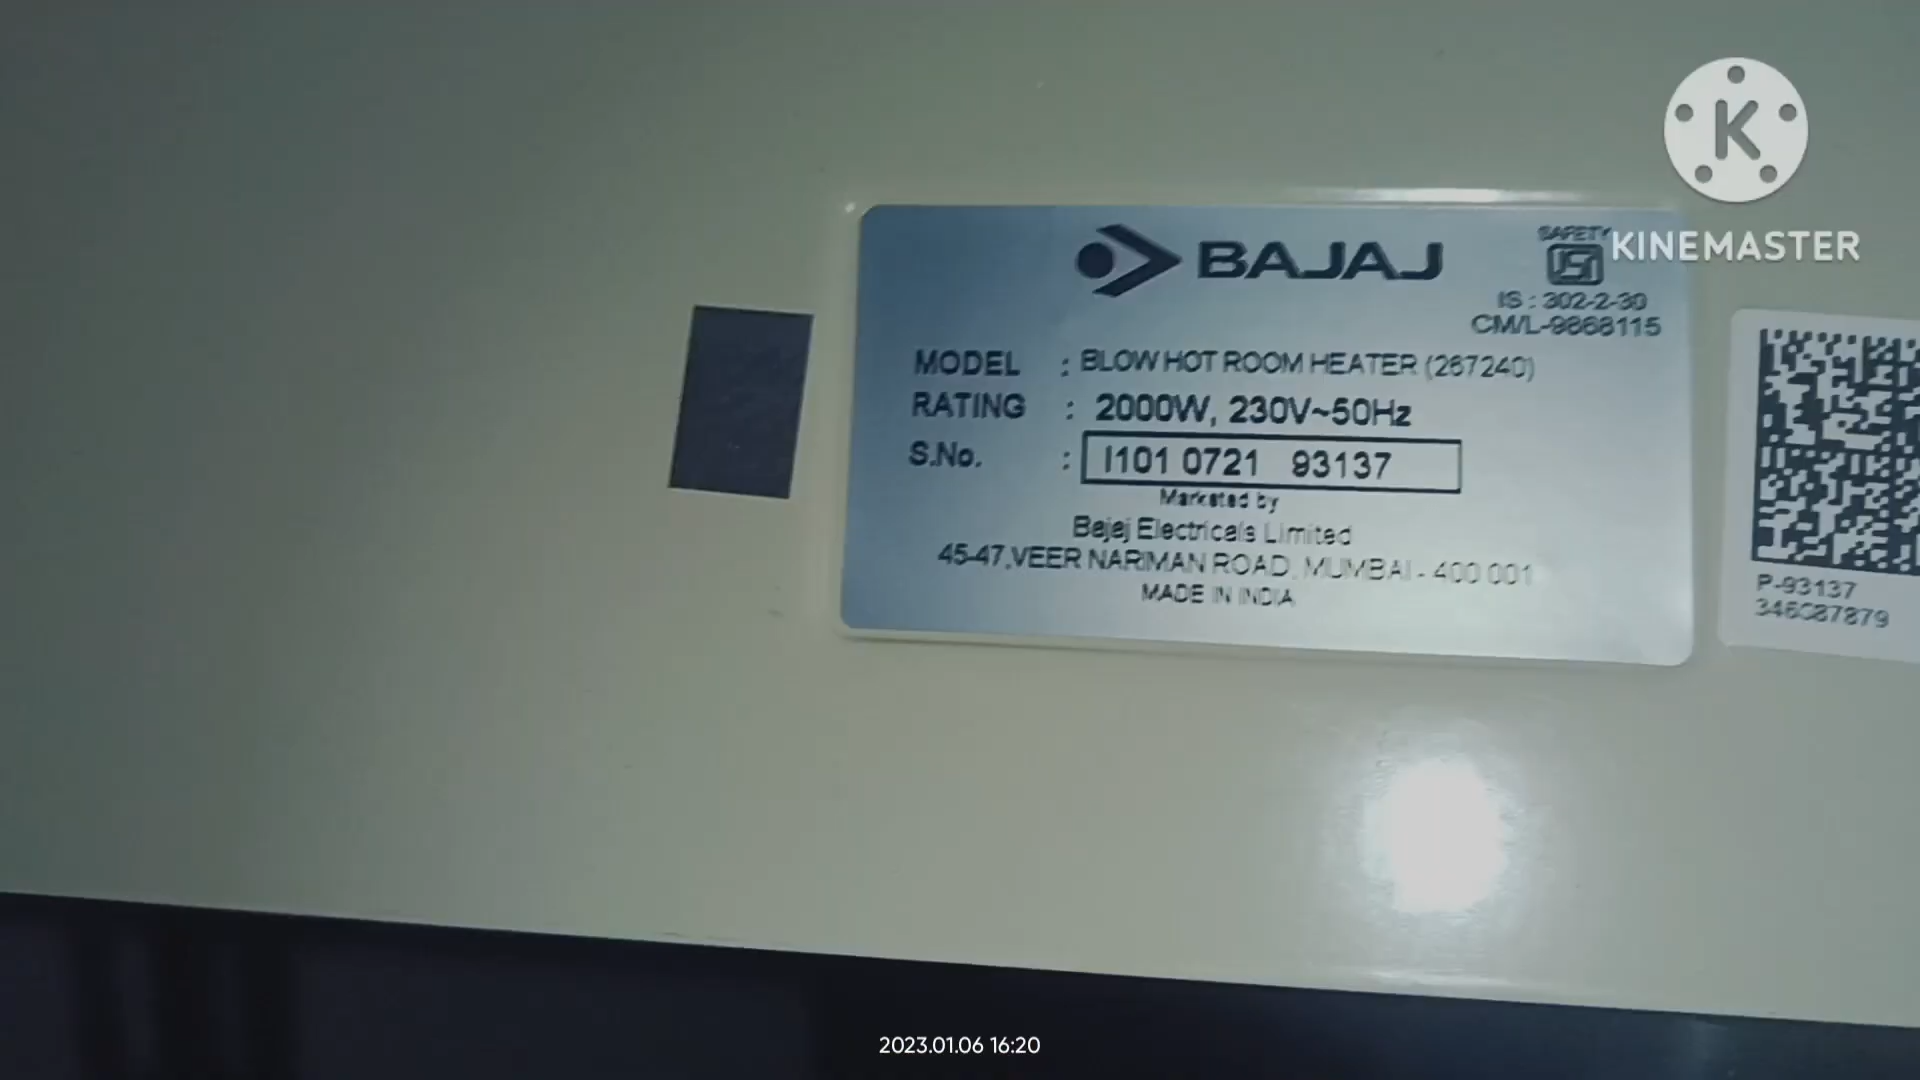 BAJAJ
SAFETY
ISI
IS : 302-2-30
CM/L-9868115
MODEL : BLOW HOT ROOM HEATER (267240)
RATING : 2000W, 230V~50Hz
S.No. : I101 0721 93137
Marketed by
Bajaj Electricals Limited
45-47, VEER NARIMAN ROAD, MUMBAI - 400 001
MADE IN INDIA
P-93137
346087879
K
KINEMASTER
2023.01.06 16:20